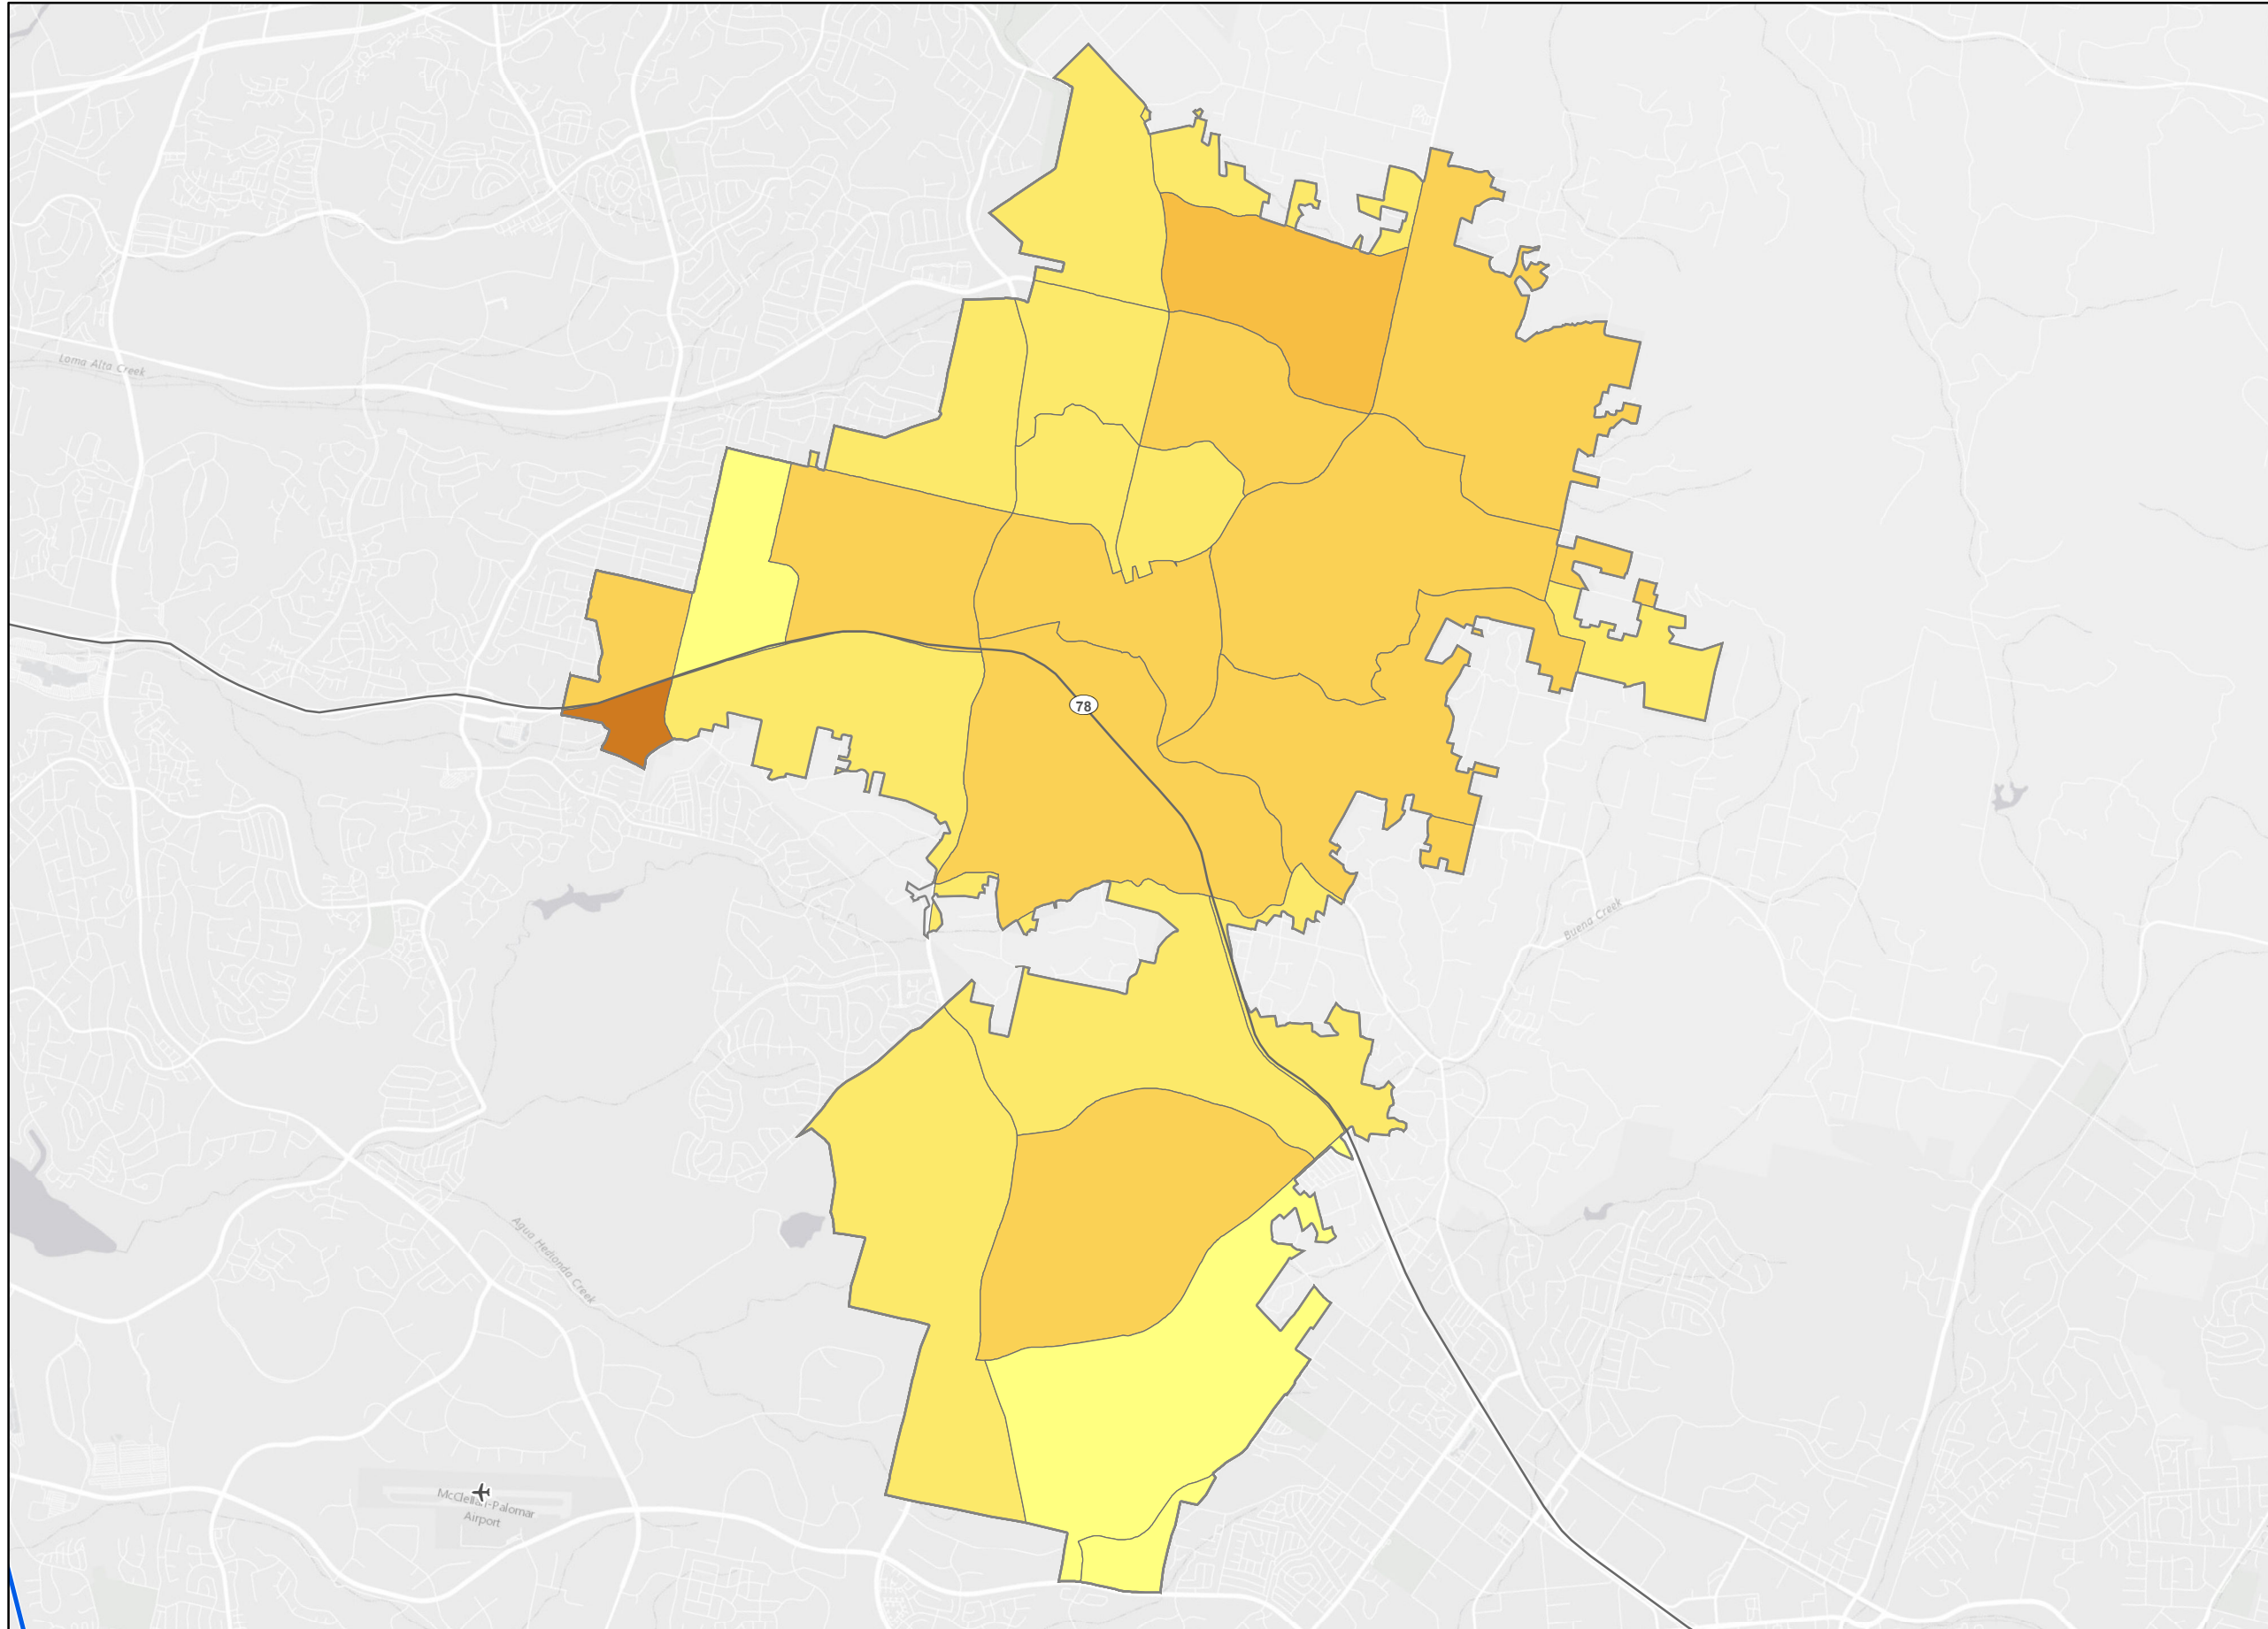 Loma Alta Creek
78
Buena Creek
Agua Hedionda Creek
McClellan-Palomar
Airport